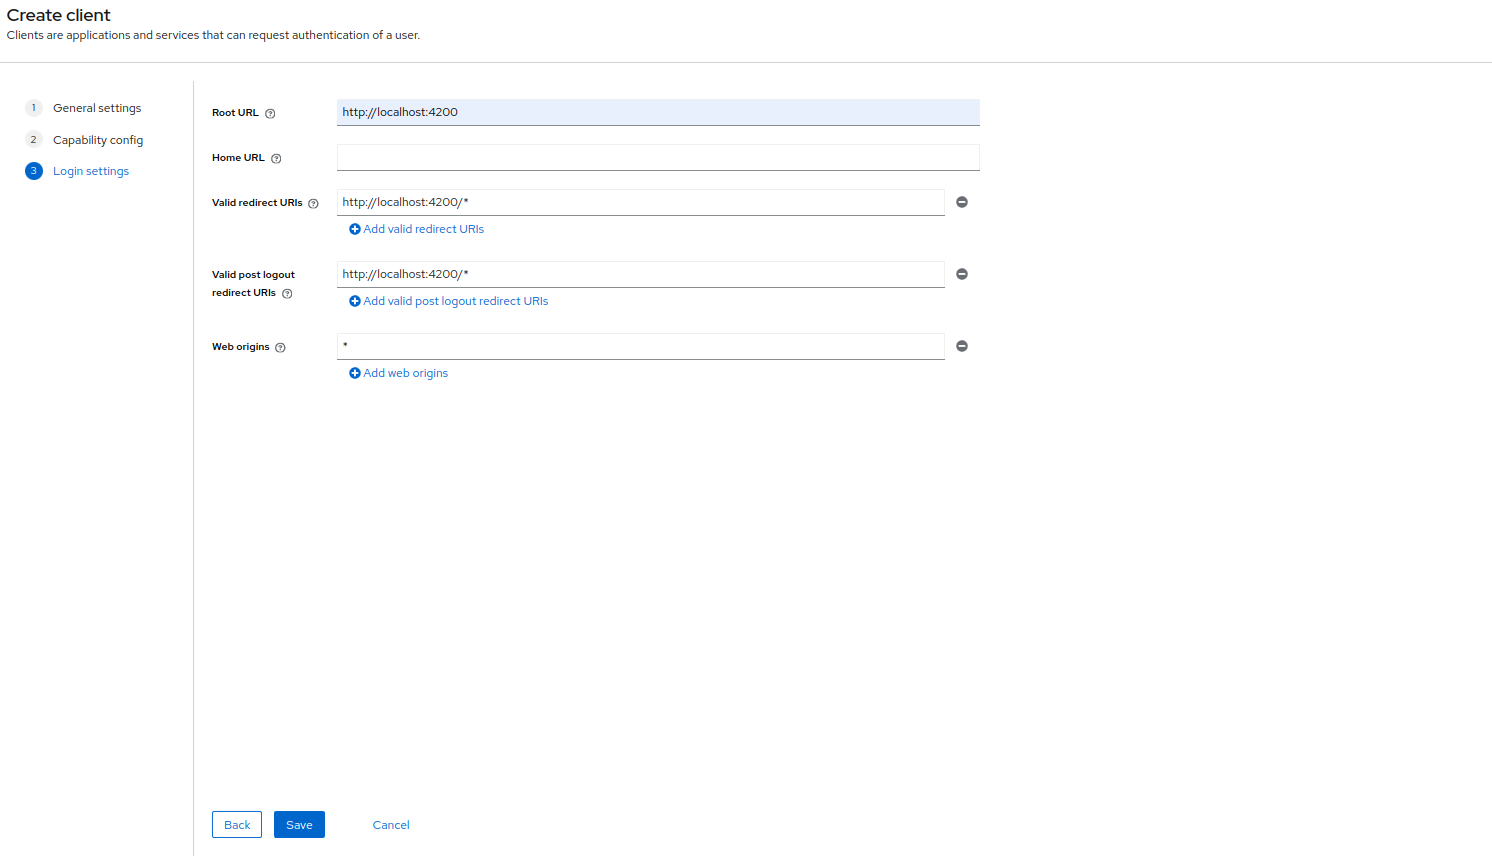 Create client
Clients are applications and services that can request authentication of a user.
1 General settings
2 Capability config
3 Login settings
Root URL
http://localhost:4200
Home URL
Valid redirect URIs
http://localhost:4200/*
Add valid redirect URIs
Valid post logout
redirect URIs
http://localhost:4200/*
Add valid post logout redirect URIs
Web origins
*
Add web origins
Back Save Cancel